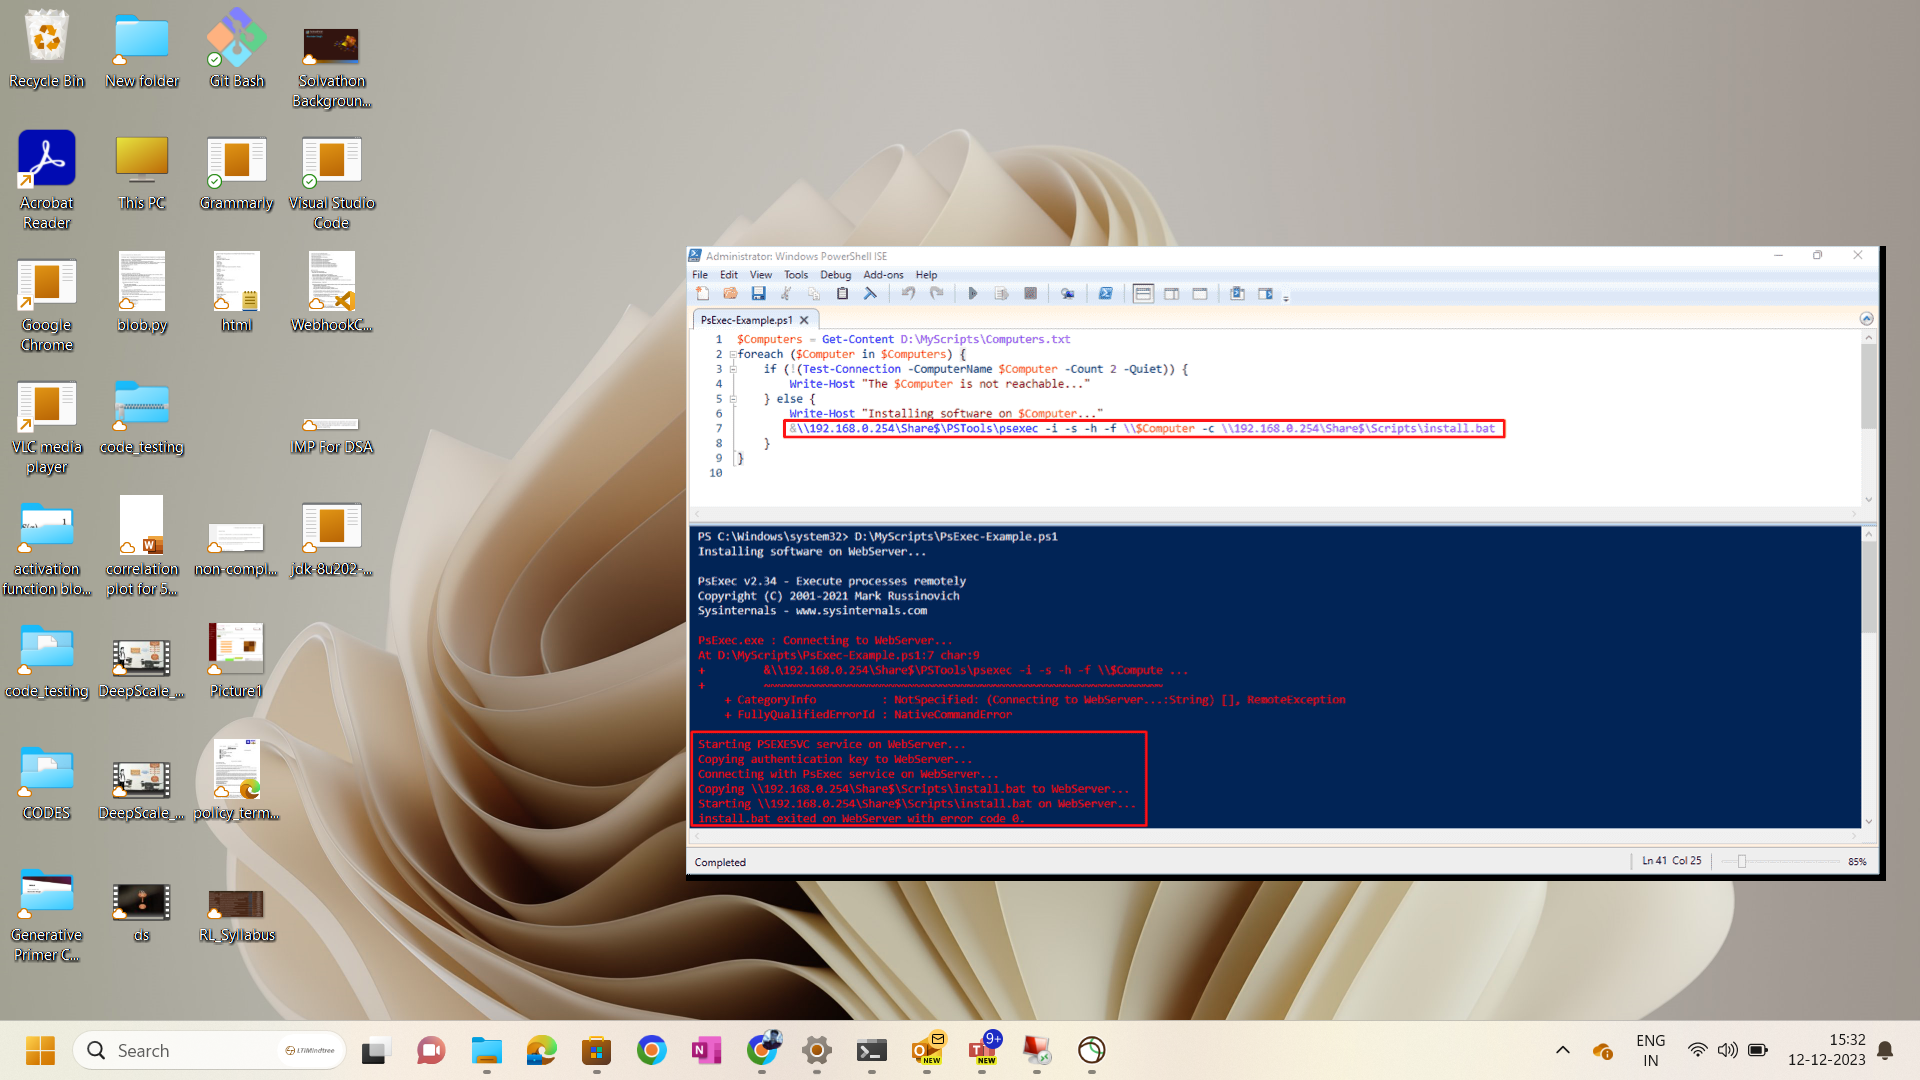 Recycle Bin
New folder
Git Bash
Solvathon
Backgroun...
Acrobat
Reader
This PC
Grammarly
Visual Studio
Code
Google
Chrome
blob.py
html
WebhookC...
VLC media
player
code_testing
IMP For DSA
activation
function blo...
correlation
plot for 5...
non-compl...
jdk-8u202-...
code_testing
DeepScale_...
Picture1
CODES
DeepScale_...
policy_term...
Generative
Primer C...
ds
RL_Syllabus
Administrator: Windows PowerShell ISE
File Edit View Tools Debug Add-ons Help
PsExec-Example.ps1
1 $Computers = Get-Content D:\MyScripts\Computers.txt
2 foreach ($Computer in $Computers) {
3 if (!(Test-Connection -ComputerName $Computer -Count 2 -Quiet)) {
4 Write-Host "The $Computer is not reachable..."
5 } else {
6 Write-Host "Installing software on $Computer..."
7 &\\192.168.0.254\Share$\PSTools\psexec -i -s -h -f \\$Computer -c \\192.168.0.254\Share$\Scripts\install.bat
8 }
9 }
10
PS C:\Windows\system32> D:\MyScripts\PsExec-Example.ps1
Installing software on WebServer...
PsExec v2.34 - Execute processes remotely
Copyright (C) 2001-2021 Mark Russinovich
Sysinternals - www.sysinternals.com
PsExec.exe : Connecting to WebServer...
At D:\MyScripts\PsExec-Example.ps1:7 char:9
+ &\\192.168.0.254\Share$\PSTools\psexec -i -s -h -f \\$Compute ...
+ ~~~~~~~~~~~~~~~~~~~~~~~~~~~~~~~~~~~~~~~~~~~~~~~~~~~~~~~~~~~~~
+ CategoryInfo : NotSpecified: (Connecting to WebServer...:String) [], RemoteException
+ FullyQualifiedErrorId : NativeCommandError
Starting PSEXESVC service on WebServer...
Copying authentication key to WebServer...
Connecting with PsExec service on WebServer...
Copying \\192.168.0.254\Share$\Scripts\install.bat to WebServer...
Starting \\192.168.0.254\Share$\Scripts\install.bat on WebServer...
install.bat exited on WebServer with error code 0.
Completed
Ln 41 Col 25
85%
Search
LTIMindtree
NEW
9+
NEW
ENG
IN
15:32
12-12-2023